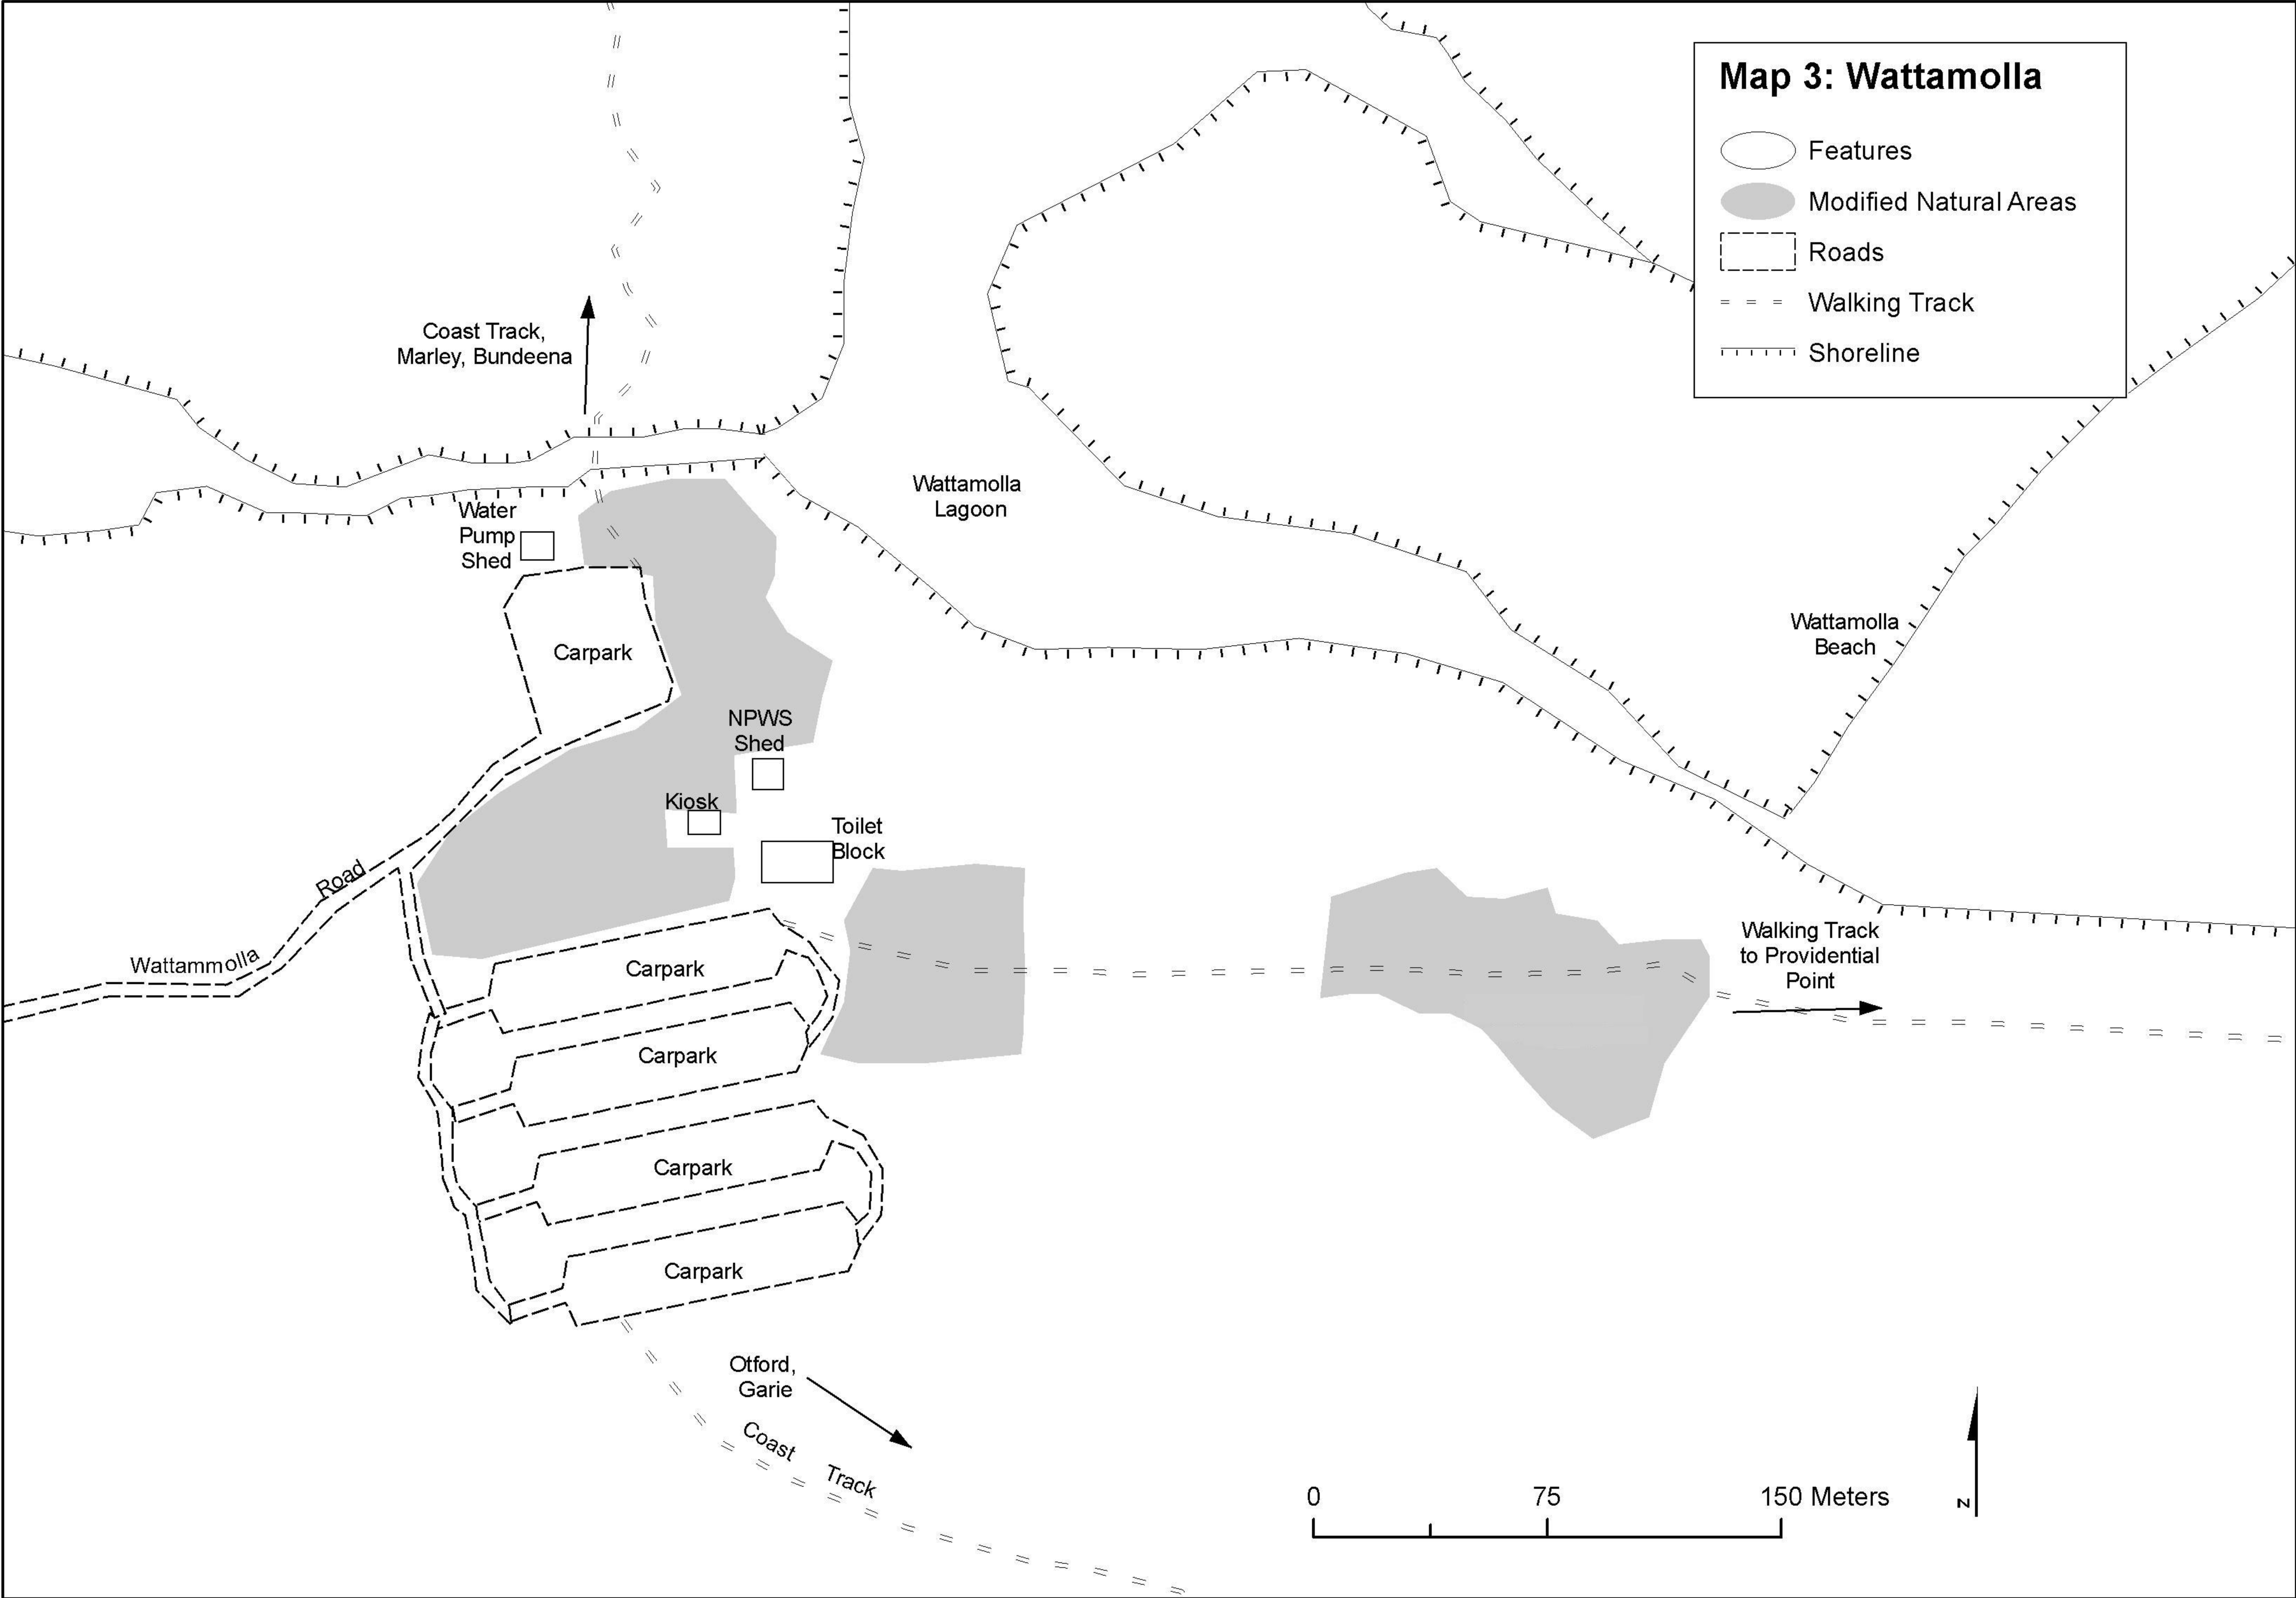 Map 3: Wattamolla
Features
Modified Natural Areas
Roads
Walking Track
Shoreline
Coast Track,
Marley, Bundeena
Wattamolla
Lagoon
Water
Pump
Shed
Wattamolla
Beach
Carpark
NPWS
Shed
Kiosk
Toilet
Block
Road
Wattammolla
Carpark
Walking Track
to Providential
Point
Carpark
Carpark
Carpark
Otford,
Garie
Coast Track
0 75 150 Meters
N